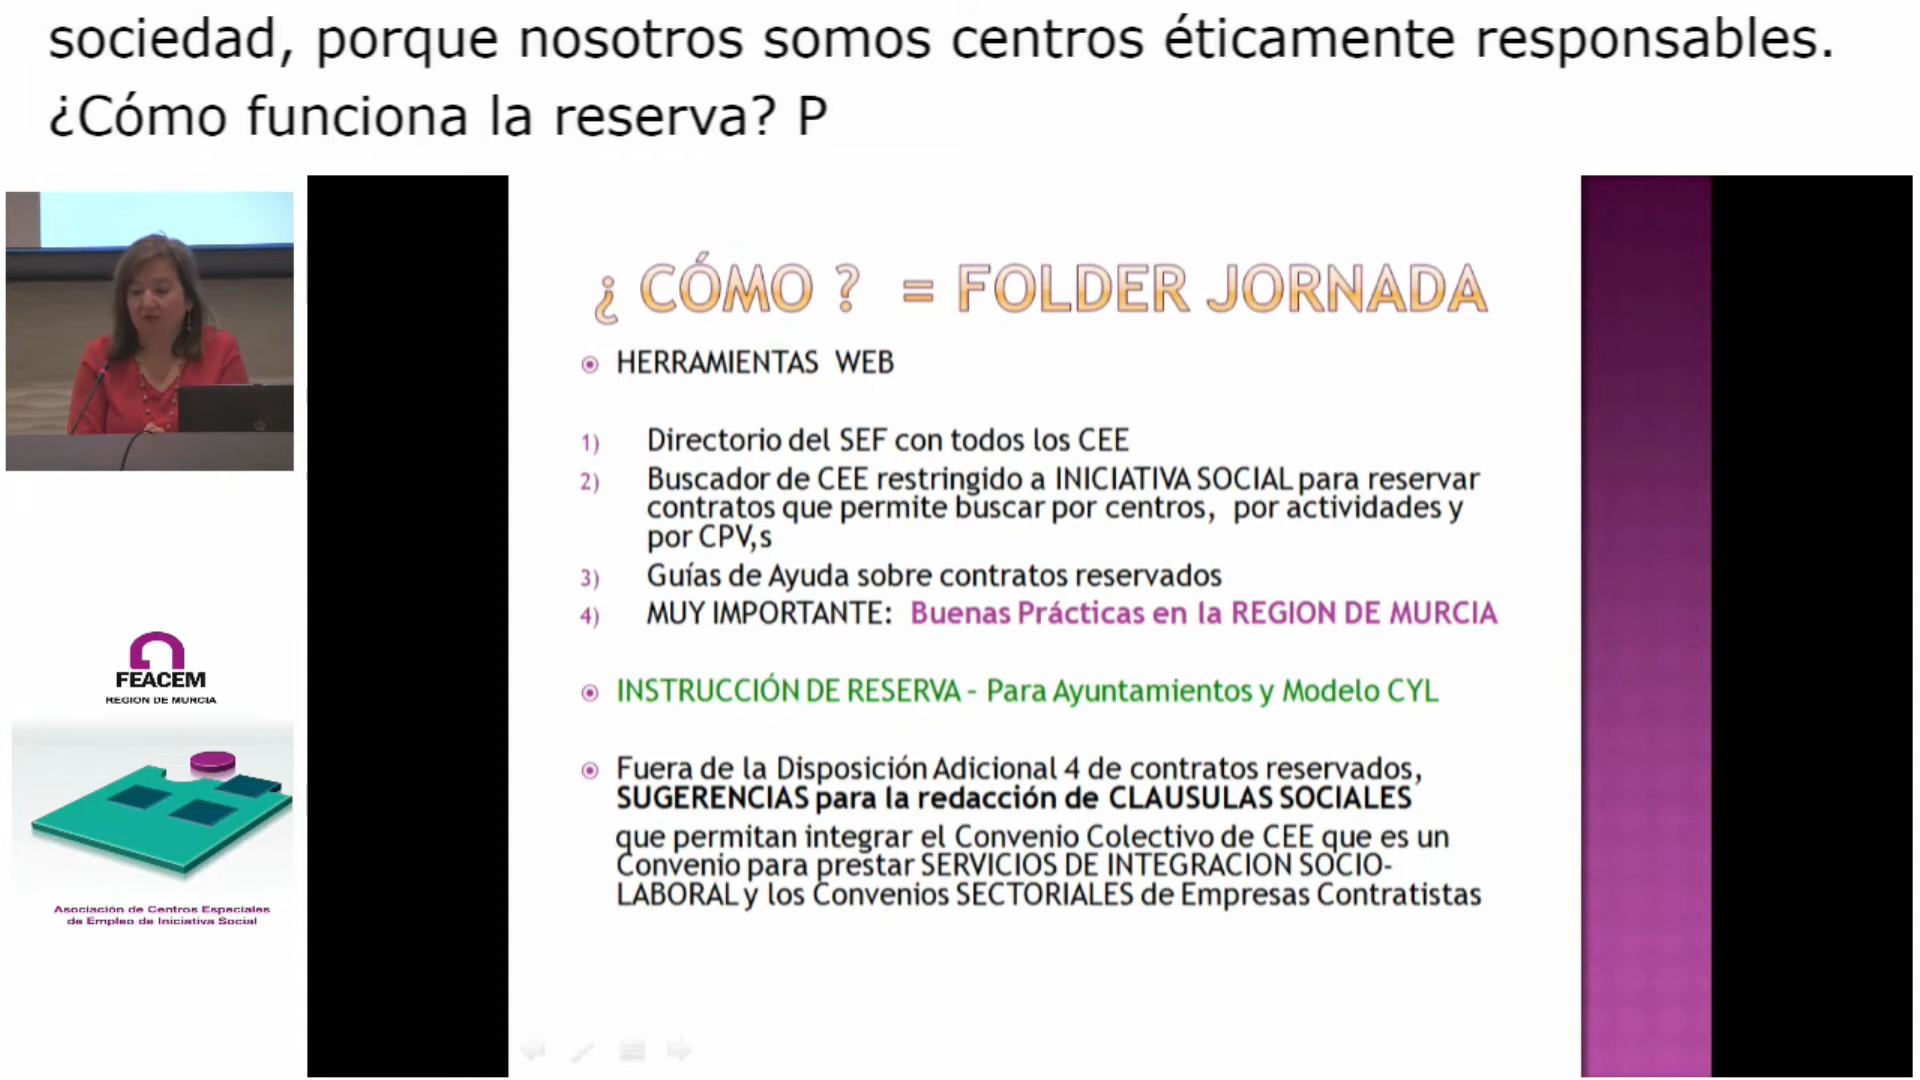 sociedad, porque nosotros somos centros éticamente responsables.
¿Cómo funciona la reserva? P
¿ CÓMO ? = FOLDER JORNADA
HERRAMIENTAS WEB
1) Directorio del SEF con todos los CEE
2) Buscador de CEE restringido a INICIATIVA SOCIAL para reservar
contratos que permite buscar por centros, por actividades y
por CPV,s
3) Guías de Ayuda sobre contratos reservados
4) MUY IMPORTANTE: Buenas Prácticas en la REGION DE MURCIA
INSTRUCCIÓN DE RESERVA – Para Ayuntamientos y Modelo CYL
Fuera de la Disposición Adicional 4 de contratos reservados,
SUGERENCIAS para la redacción de CLAUSULAS SOCIALES
que permitan integrar el Convenio Colectivo de CEE que es un
Convenio para prestar SERVICIOS DE INTEGRACION SOCIO-
LABORAL y los Convenios SECTORIALES de Empresas Contratistas
FEACEM
REGION DE MURCIA
Asociación de Centros Especiales
de Empleo de Iniciativa Social